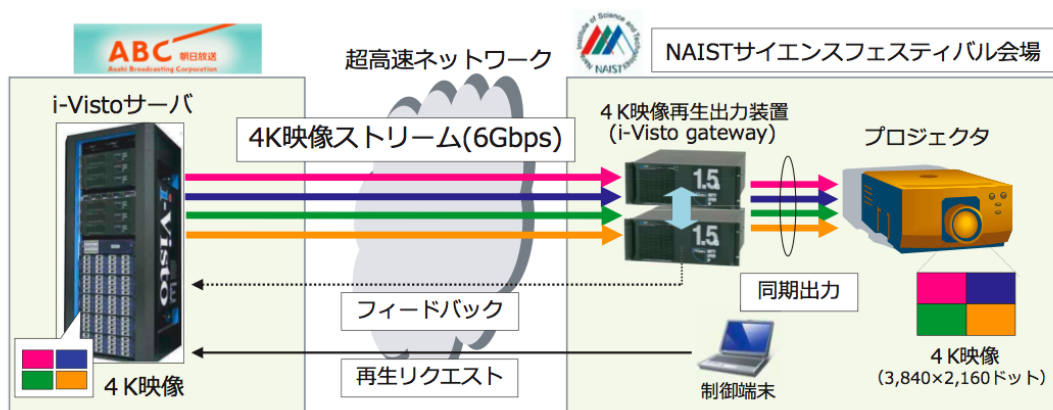 ABC 朝日放送
Asahi Broadcasting Corporation
Institute of Science and Technology
NAIST
NAISTサイエンスフェスティバル会場
超高速ネットワーク
i-Vistoサーバ
4K映像ストリーム(6Gbps)
4K映像再生出力装置
(i-Visto gateway)
プロジェクタ
i-Visto
1.5
1.5
フィードバック
同期出力
再生リクエスト
制御端末
4K映像
4K映像
(3,840×2,160ドット)